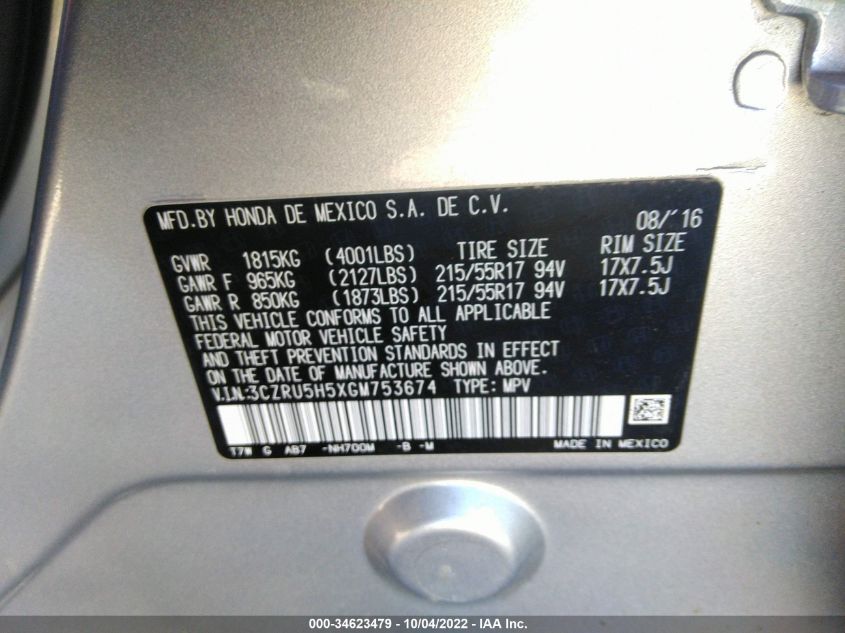 MFD.BY HONDA DE MEXICO S.A. DE C.V.
08/'16
GVWR 1815KG (4001LBS) TIRE SIZE RIM SIZE
GAWR F 965KG (2127LBS) 215/55R17 94V 17X7.5J
GAWR R 850KG (1873LBS) 215/55R17 94V 17X7.5J
THIS VEHICLE CONFORMS TO ALL APPLICABLE
FEDERAL MOTOR VEHICLE SAFETY
AND THEFT PREVENTION STANDARDS IN EFFECT
ON THE DATE OF MANUFACTURE SHOWN ABOVE.
V.I.N:3CZRU5H5XGM753674 TYPE: MPV
T7W G AB7 -NH700M -B -M MADE IN MEXICO
000-34623479 - 10/04/2022 - IAA Inc.